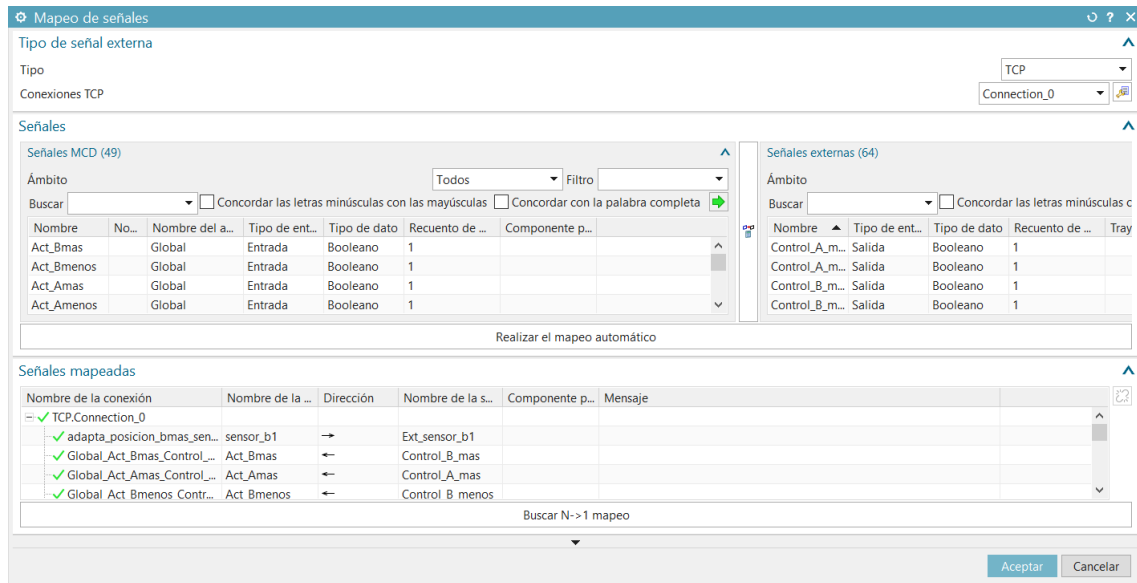 Mapeo de señales
Tipo de señal externa
Tipo TCP
Conexiones TCP Connection_0
Señales
Señales MCD (49)
Ámbito Todos Filtro
Buscar Concordar las letras minúsculas con las mayúsculas Concordar con la palabra completa
Nombre No... Nombre del a... Tipo de ent... Tipo de dato Recuento de ... Componente p...
Act_Bmas Global Entrada Booleano 1
Act_Bmenos Global Entrada Booleano 1
Act_Amas Global Entrada Booleano 1
Act_Amenos Global Entrada Booleano 1
Señales externas (64)
Ámbito
Buscar Concordar las letras minúsculas c
Nombre Tipo de ent... Tipo de dato Recuento de ... Tray
Control_A_m... Salida Booleano 1
Control_A_m... Salida Booleano 1
Control_B_m... Salida Booleano 1
Control_B_m... Salida Booleano 1
Realizar el mapeo automático
Señales mapeadas
Nombre de la conexión Nombre de la ... Dirección Nombre de la s... Componente p... Mensaje
TCP.Connection_0
adapta_posicion_bmas_sen... sensor_b1 → Ext_sensor_b1
Global_Act_Bmas_Control_... Act_Bmas ← Control_B_mas
Global_Act_Amas_Control_... Act_Amas ← Control_A_mas
Global_Act_Bmenos_Contr... Act_Bmenos ← Control_B_menos
Buscar N->1 mapeo
Aceptar Cancelar